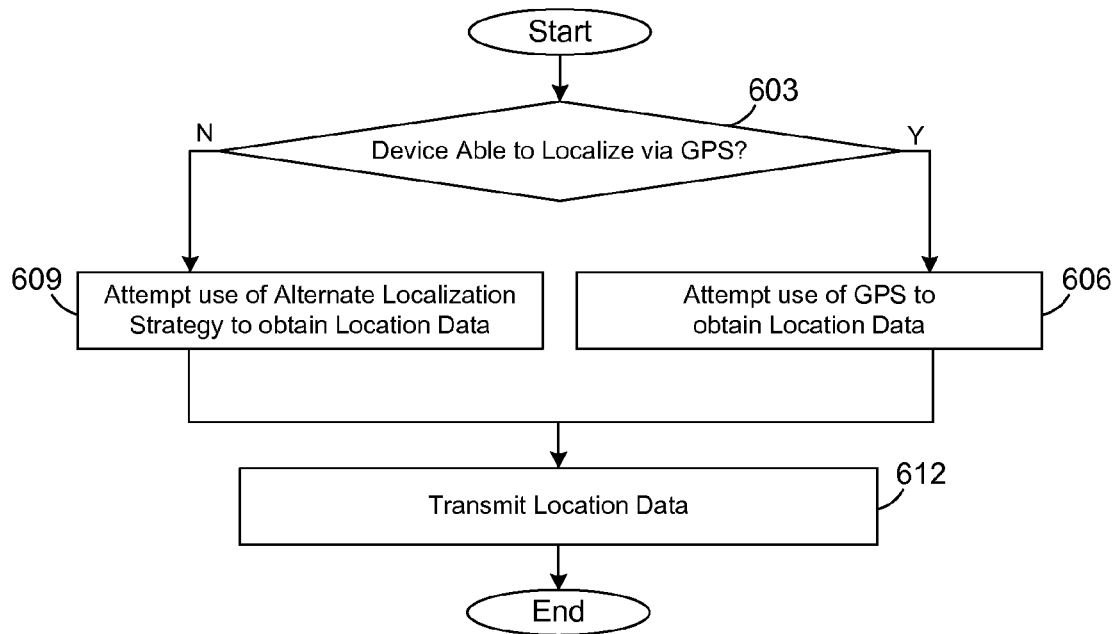 Start
603
N
Device Able to Localize via GPS?
Y
609
Attempt use of Alternate Localization
Strategy to obtain Location Data
Attempt use of GPS to
obtain Location Data
606
Transmit Location Data
612
End